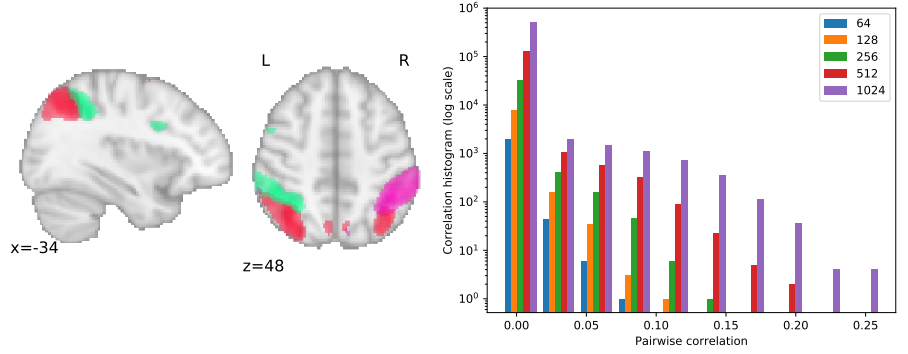 L
R
x=-34
z=48
Correlation histogram (log scale)
10^6
10^5
10^4
10^3
10^2
10^1
10^0
64
128
256
512
1024
0.00 0.05 0.10 0.15 0.20 0.25
Pairwise correlation